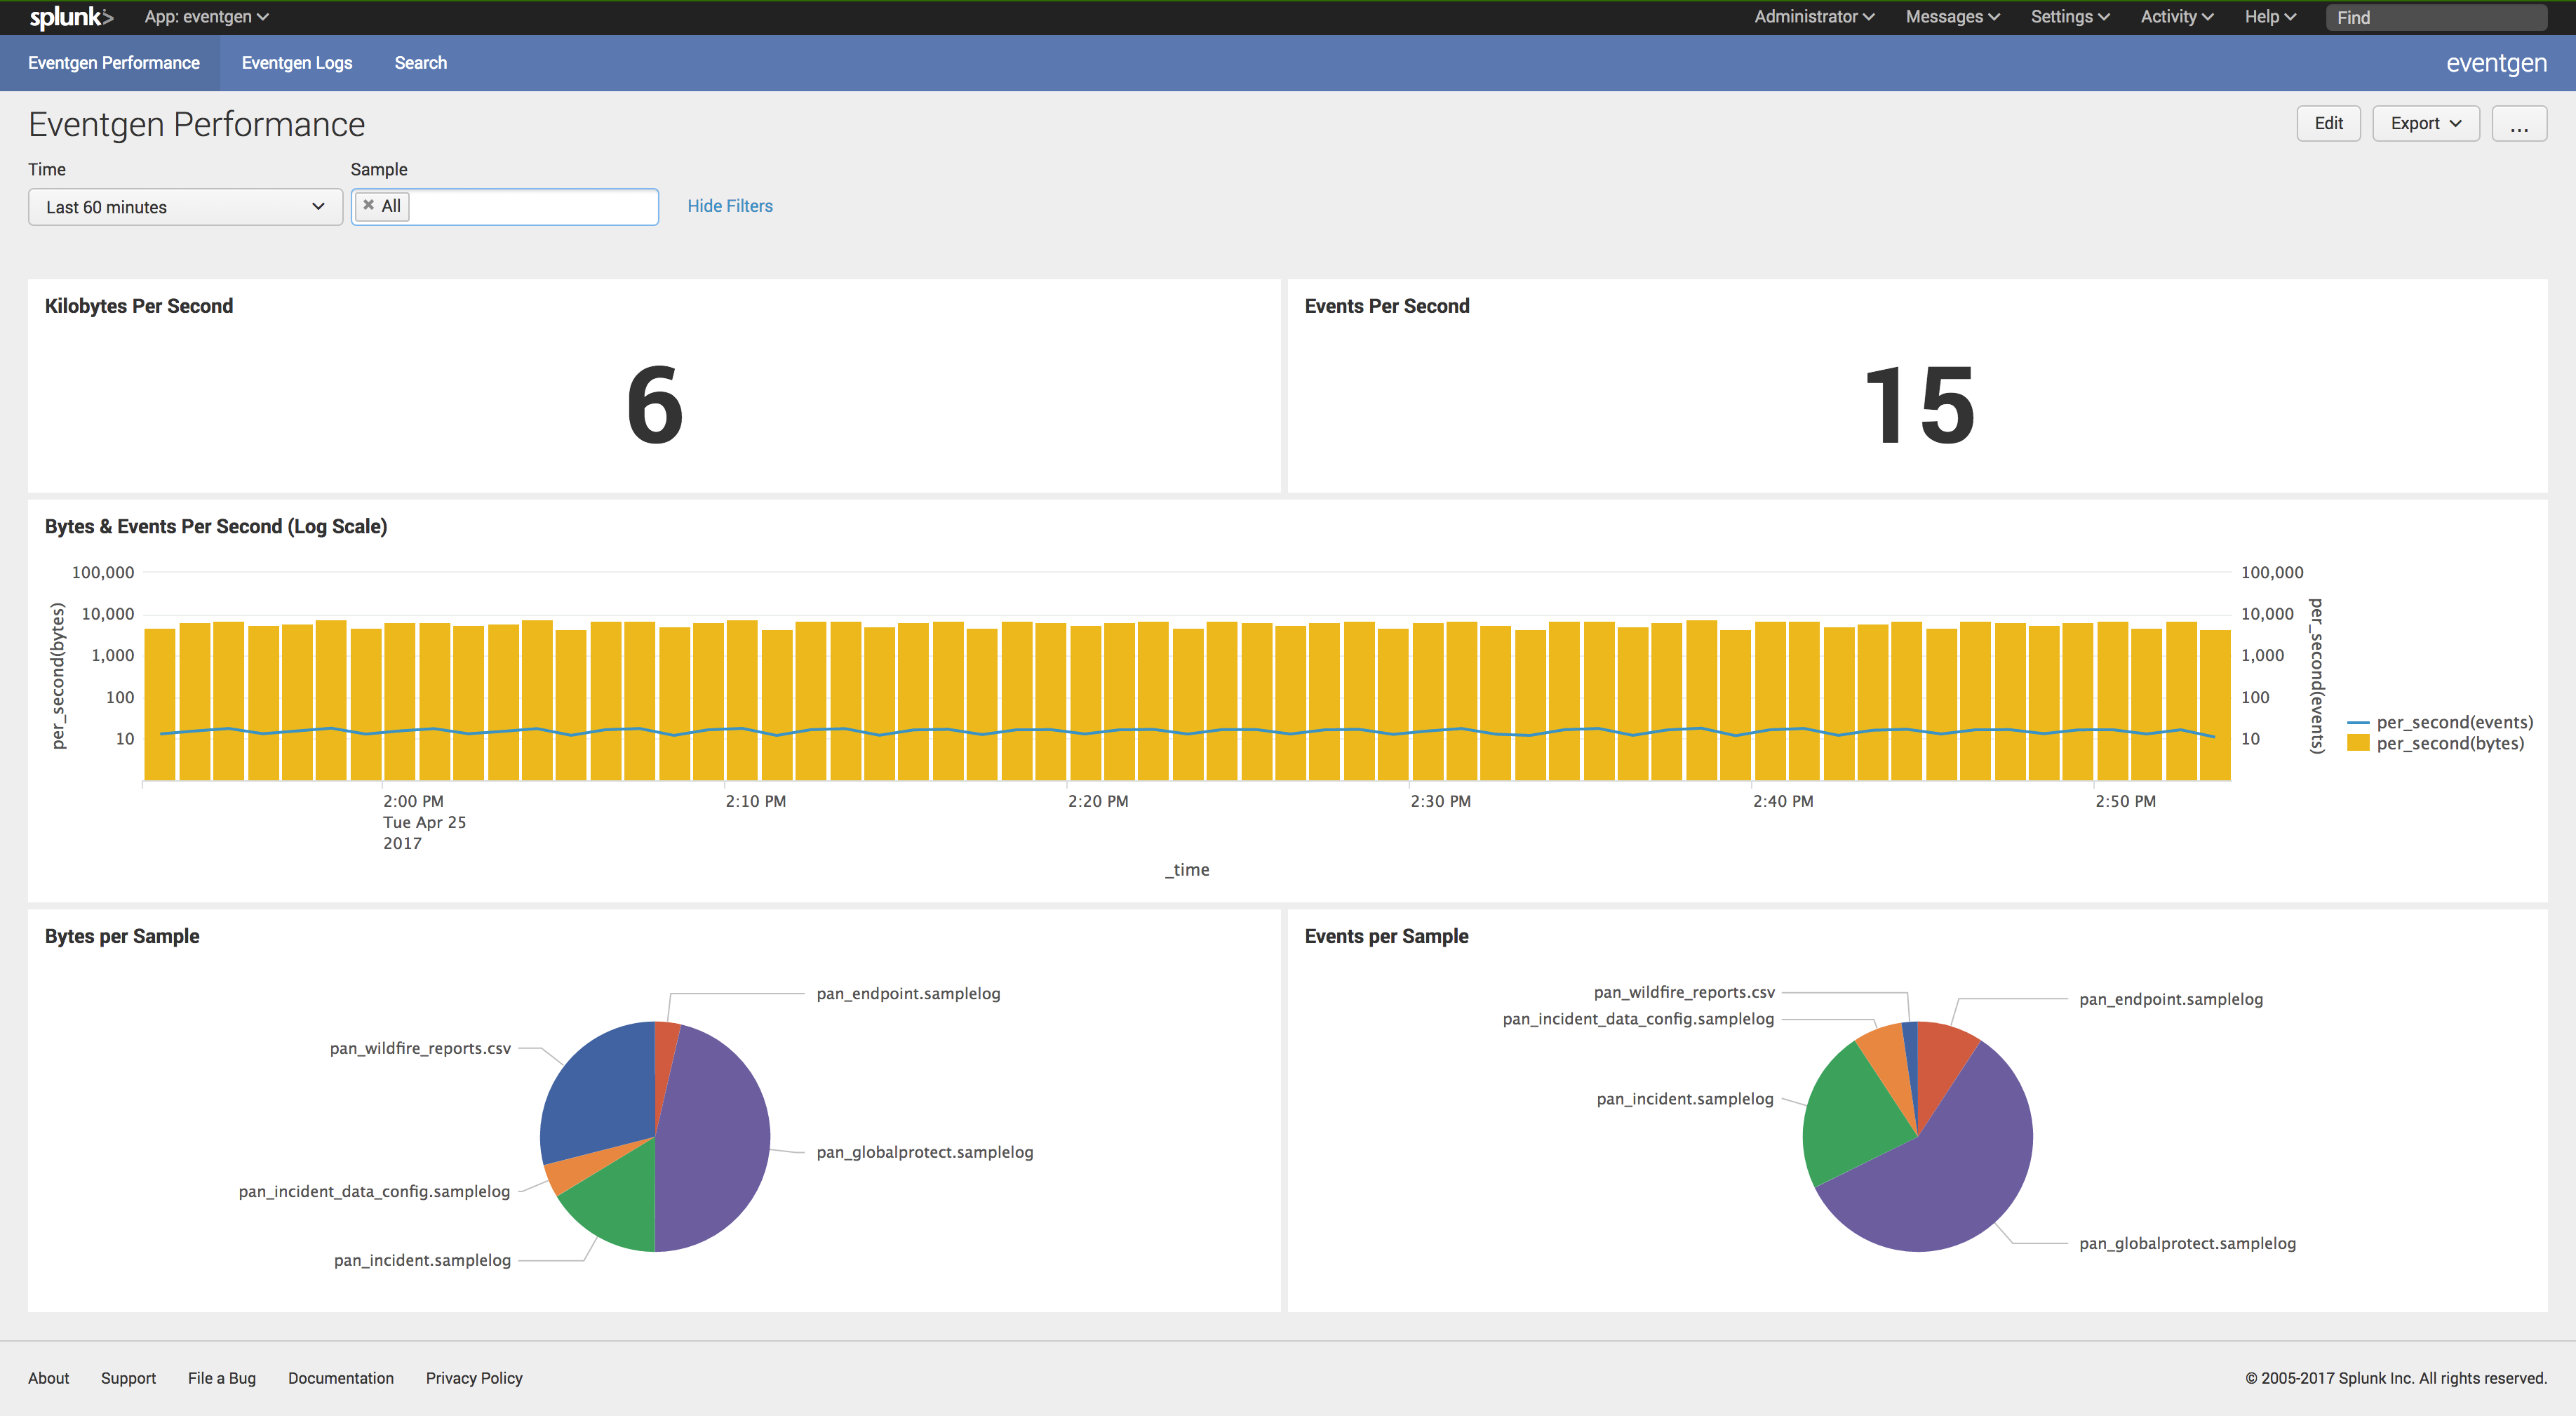 splunk> App: eventgen Administrator Messages Settings Activity Help Find
Eventgen Performance Eventgen Logs Search eventgen
Eventgen Performance Edit Export ...
Time Sample
Last 60 minutes All Hide Filters
Kilobytes Per Second
6
Events Per Second
15
Bytes & Events Per Second (Log Scale)
per_second(bytes)
100,000
10,000
1,000
100
10
100,000
10,000
1,000
100
10
per_second(events)
per_second(events)
per_second(bytes)
2:00 PM 2:10 PM 2:20 PM 2:30 PM 2:40 PM 2:50 PM
Tue Apr 25
2017
_time
Bytes per Sample
pan_endpoint.samplelog
pan_wildfire_reports.csv
pan_globalprotect.samplelog
pan_incident_data_config.samplelog
pan_incident.samplelog
Events per Sample
pan_wildfire_reports.csv
pan_endpoint.samplelog
pan_incident_data_config.samplelog
pan_incident.samplelog
pan_globalprotect.samplelog
About Support File a Bug Documentation Privacy Policy © 2005-2017 Splunk Inc. All rights reserved.